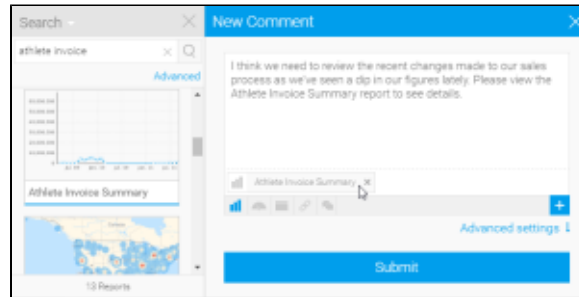 Search
New Comment
athlete invoice
Advanced
I think we need to review the recent changes made to our sales
process as we've seen a dip in our figures lately. Please view the
Athlete Invoice Summary report to see details.
Athlete Invoice Summary
Athlete Invoice Summary
Advanced settings
Submit
13 Reports